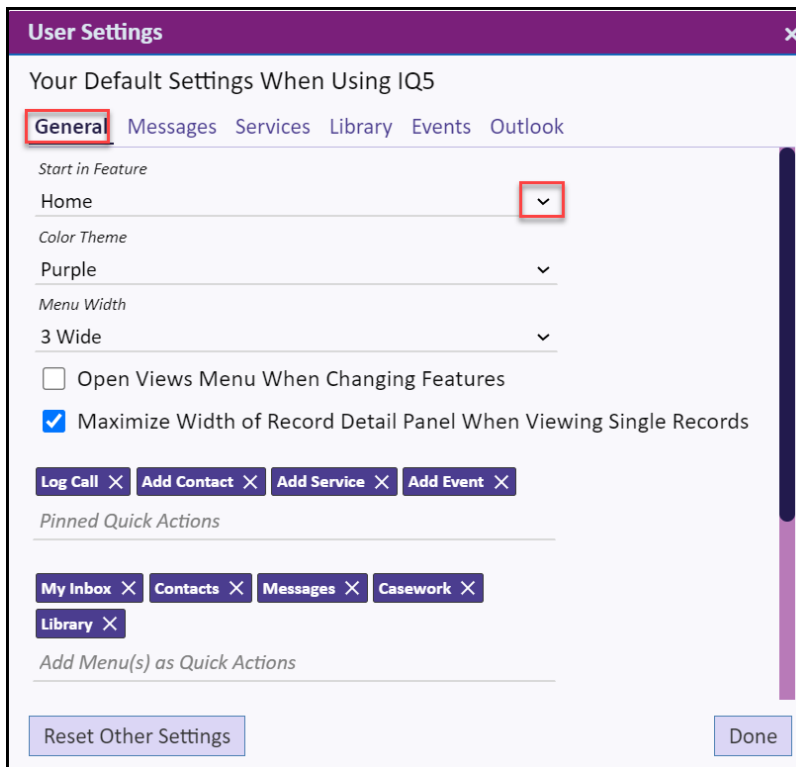 User Settings
Your Default Settings When Using IQ5
General Messages Services Library Events Outlook
Start in Feature
Home
Color Theme
Purple
Menu Width
3 Wide
Open Views Menu When Changing Features
Maximize Width of Record Detail Panel When Viewing Single Records
Log Call Add Contact Add Service Add Event
Pinned Quick Actions
My Inbox Contacts Messages Casework
Library
Add Menu(s) as Quick Actions
Reset Other Settings Done